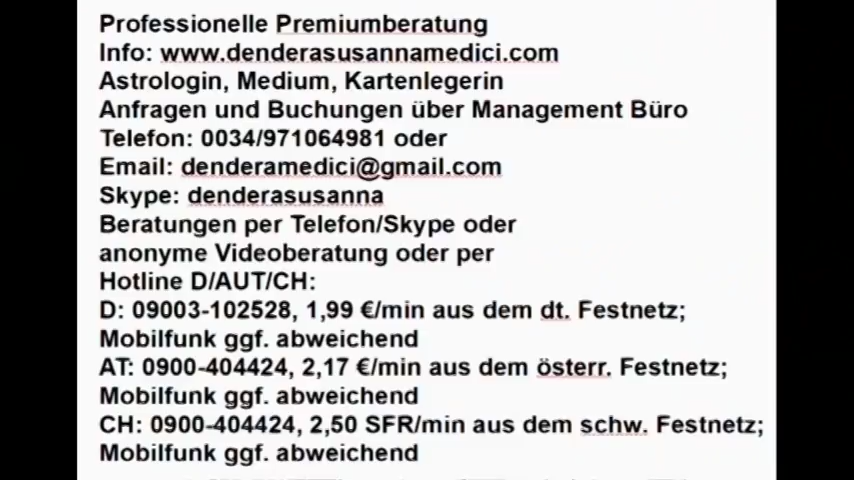 Professionelle Premiumberatung
Info: www.denderasusannamedici.com
Astrologin, Medium, Kartenlegerin
Anfragen und Buchungen über Management Büro
Telefon: 0034/971064981 oder
Email: denderamedici@gmail.com
Skype: denderasusanna
Beratungen per Telefon/Skype oder
anonyme Videoberatung oder per
Hotline D/AUT/CH:
D: 09003-102528, 1,99 €/min aus dem dt. Festnetz;
Mobilfunk ggf. abweichend
AT: 0900-404424, 2,17 €/min aus dem österr. Festnetz;
Mobilfunk ggf. abweichend
CH: 0900-404424, 2,50 SFR/min aus dem schw. Festnetz;
Mobilfunk ggf. abweichend